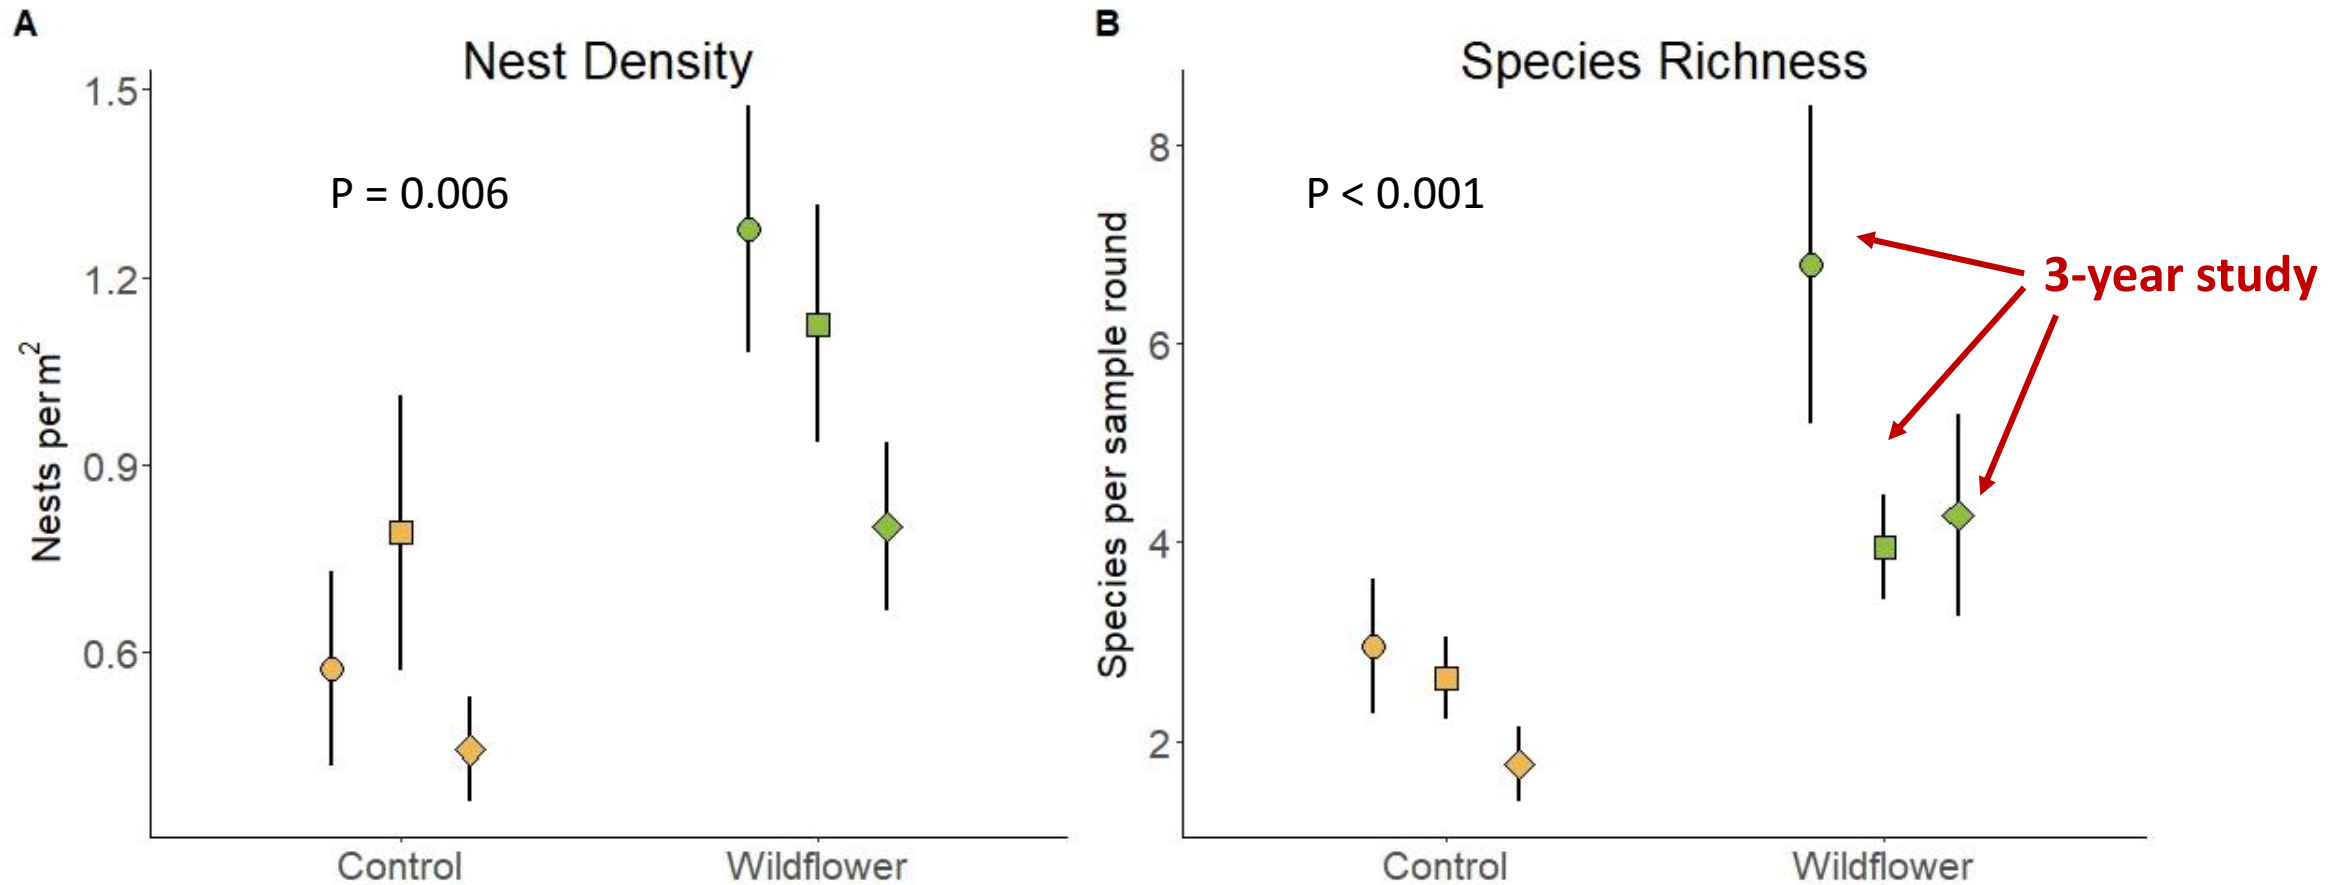 A
Nest Density
1.5
1.2
0.9
0.6
Nests per m²
P = 0.006
Control
Wildflower
B
Species Richness
8
6
4
2
Species per sample round
P < 0.001
3-year study
Control
Wildflower